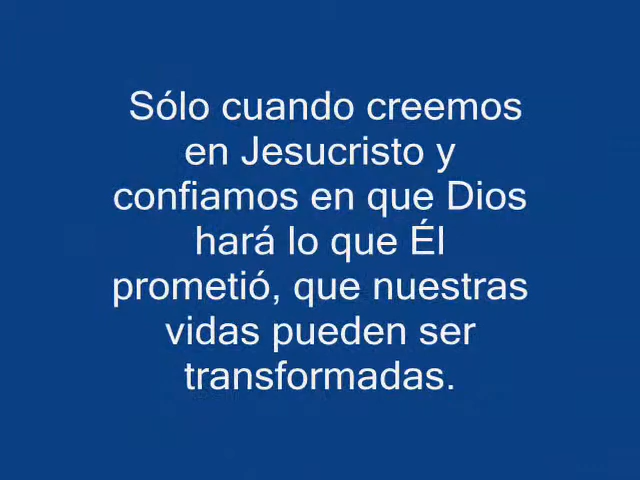 Sólo cuando creemos
en Jesucristo y
confiamos en que Dios
hará lo que Él
prometió, que nuestras
vidas pueden ser
transformadas.